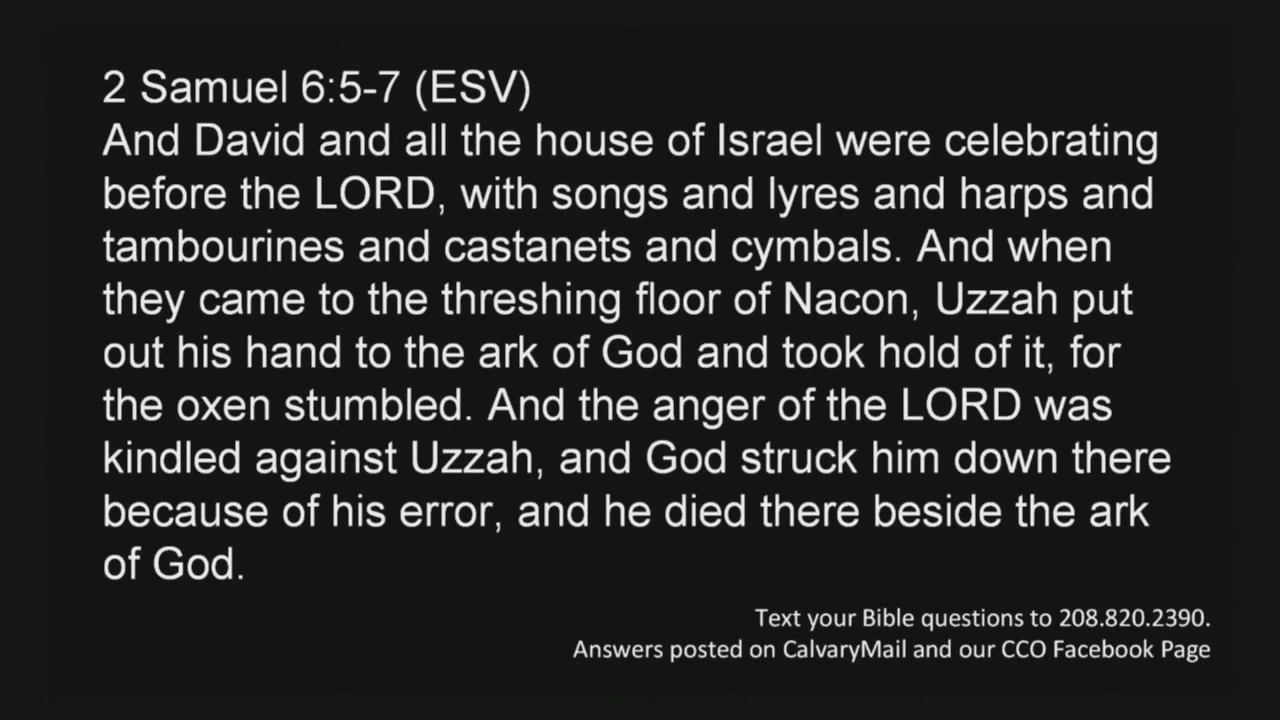 2 Samuel 6:5-7 (ESV)
And David and all the house of Israel were celebrating
before the LORD, with songs and lyres and harps and
tambourines and castanets and cymbals. And when
they came to the threshing floor of Nacon, Uzzah put
out his hand to the ark of God and took hold of it, for
the oxen stumbled. And the anger of the LORD was
kindled against Uzzah, and God struck him down there
because of his error, and he died there beside the ark
of God.
Text your Bible questions to 208.820.2390.
Answers posted on CalvaryMail and our CCO Facebook Page